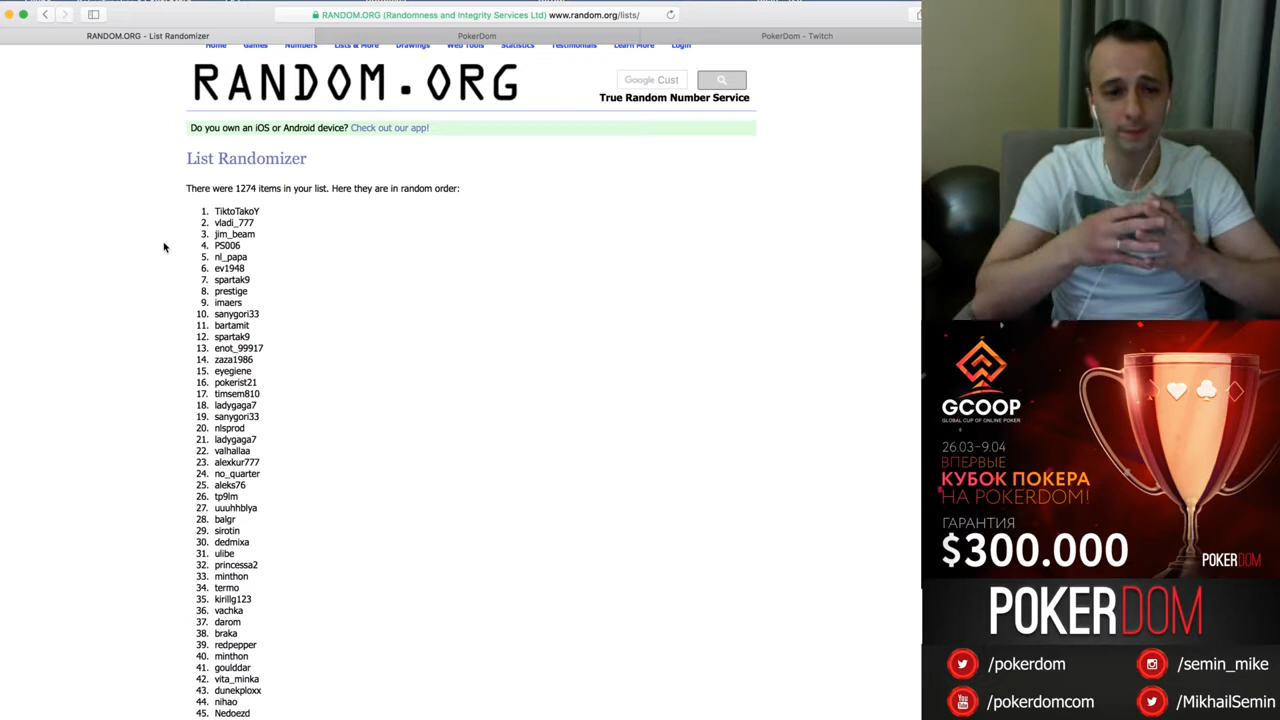 RANDOM.ORG (Randomness and Integrity Services Ltd) www.random.org/lists/
RANDOM.ORG - List Randomizer
PokerDom
PokerDom - Twitch
Home Games Numbers Lists & More Drawings Web Tools Statistics Testimonials Learn More Login
RANDOM.ORG
Google Cust
True Random Number Service
Do you own an iOS or Android device? Check out our app!
List Randomizer
There were 1274 items in your list. Here they are in random order:
1. TiktoTakoY
2. vladi_777
3. jim_beam
4. PS006
5. nl_papa
6. ev1948
7. spartak9
8. prestige
9. imaers
10. sanygori33
11. bartamit
12. spartak9
13. enot_99917
14. zaza1986
15. eyegiene
16. pokerist21
17. timsem810
18. ladygaga7
19. sanygori33
20. nlsprod
21. ladygaga7
22. valhallaa
23. alexkur777
24. no_quarter
25. aleks76
26. tp9lm
27. uuuhhblya
28. balgr
29. sirotin
30. dedmixa
31. ulibe
32. princessa2
33. minthon
34. termo
35. kirillg123
36. vachka
37. darom
38. braka
39. redpepper
40. minthon
41. goulddar
42. vita_minka
43. dunekploxx
44. nihao
45. Nedoezd
GCOOP
GLOBAL CUP OF ONLINE POKER
26.03-9.04
ВПЕРВЫЕ
КУБОК ПОКЕРА
НА POKERDOM!
ГАРАНТИЯ
$300.000
POKERDOM
POKERDOM
/pokerdom
/semin_mike
You Tube
/pokerdomcom
/MikhailSemin